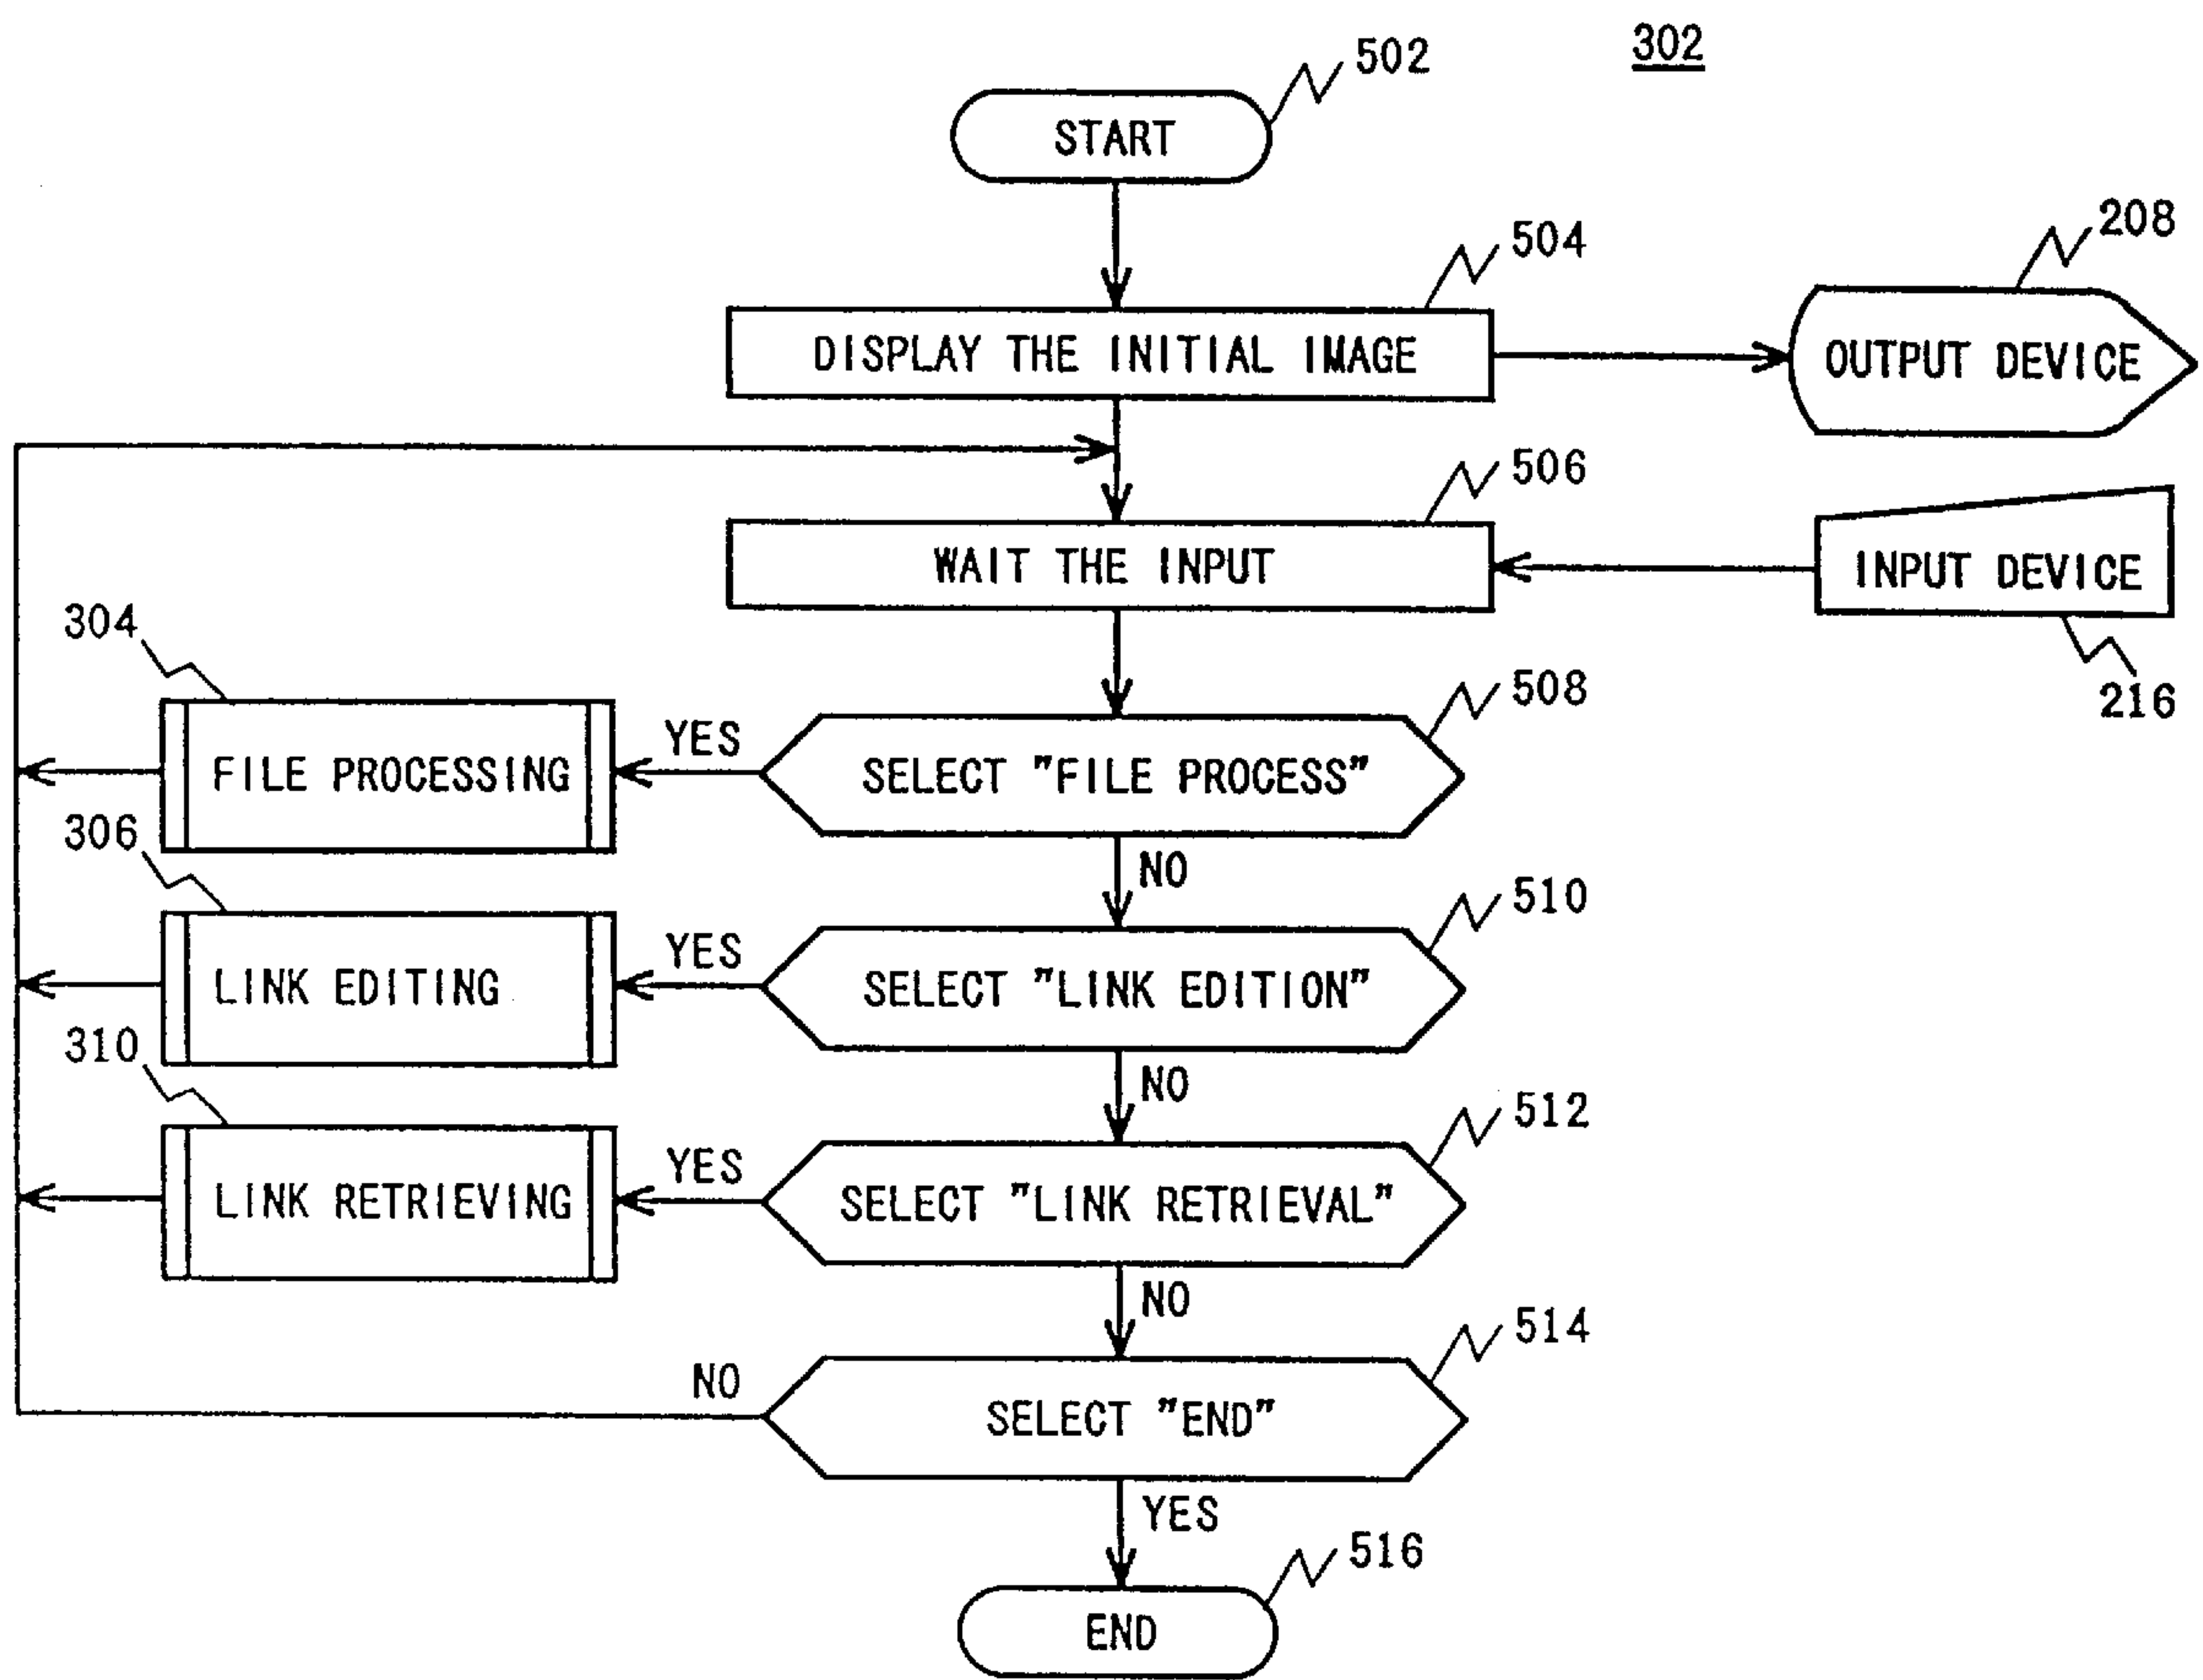 302
502
START
504
208
DISPLAY THE INITIAL IMAGE
OUTPUT DEVICE
506
WAIT THE INPUT
INPUT DEVICE
216
304
508
FILE PROCESSING
YES
SELECT "FILE PROCESS"
NO
306
510
LINK EDITING
YES
SELECT "LINK EDITION"
NO
310
512
LINK RETRIEVING
YES
SELECT "LINK RETRIEVAL"
NO
514
NO
SELECT "END"
YES
516
END